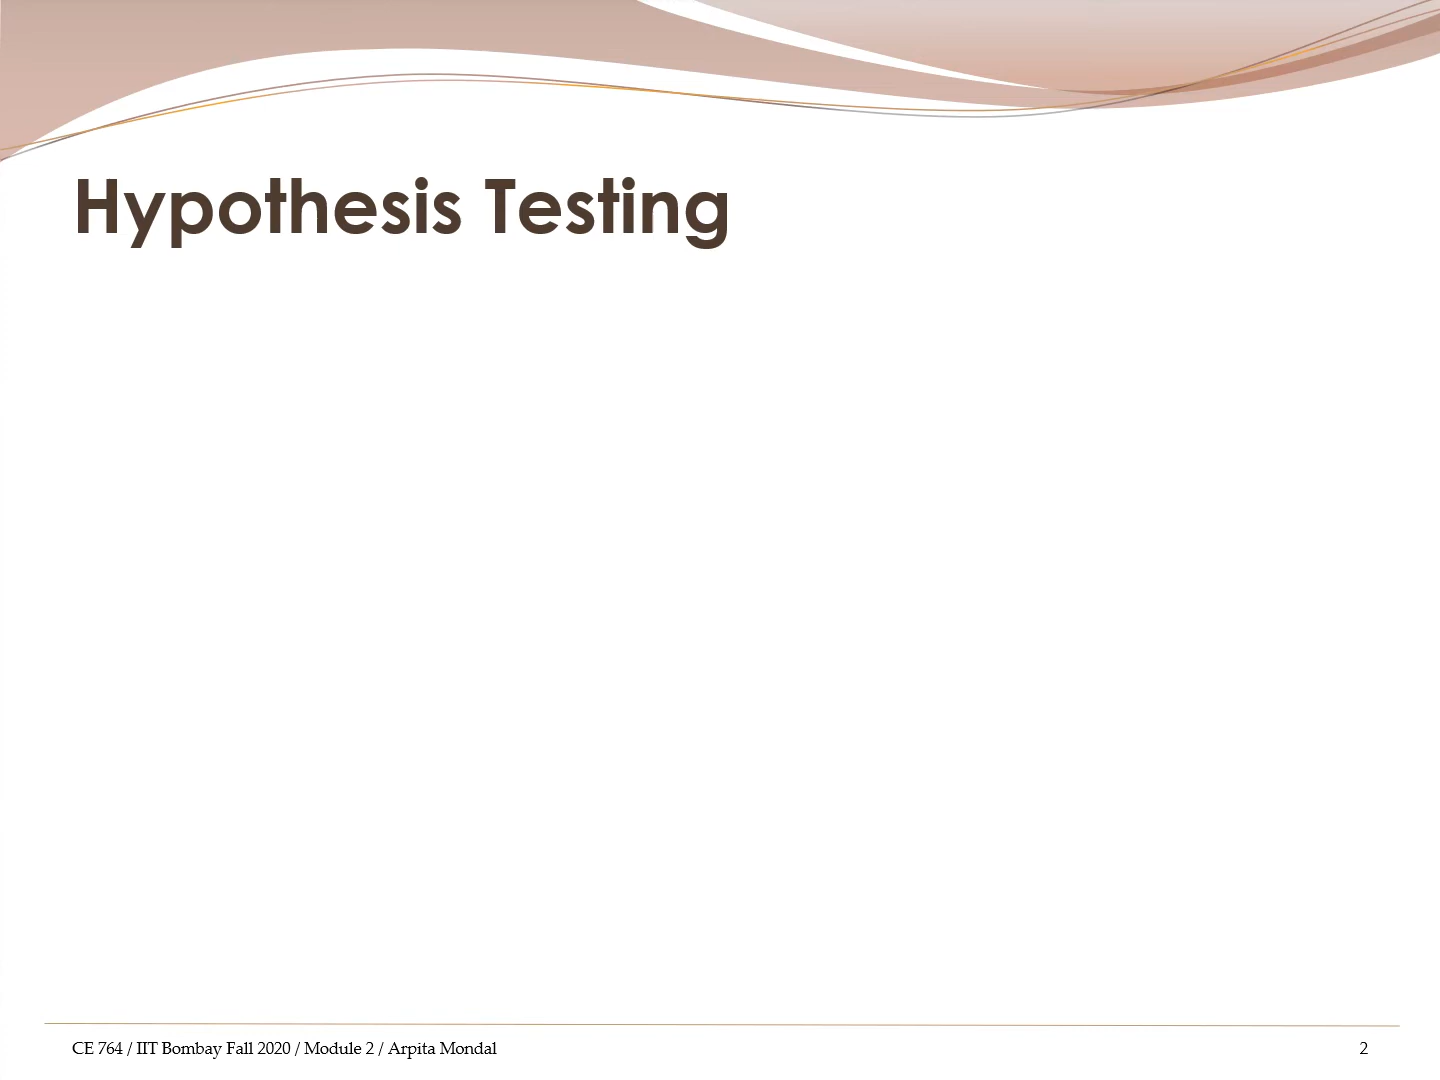 Hypothesis Testing
CE 764 / IIT Bombay Fall 2020 / Module 2 / Arpita Mondal
2